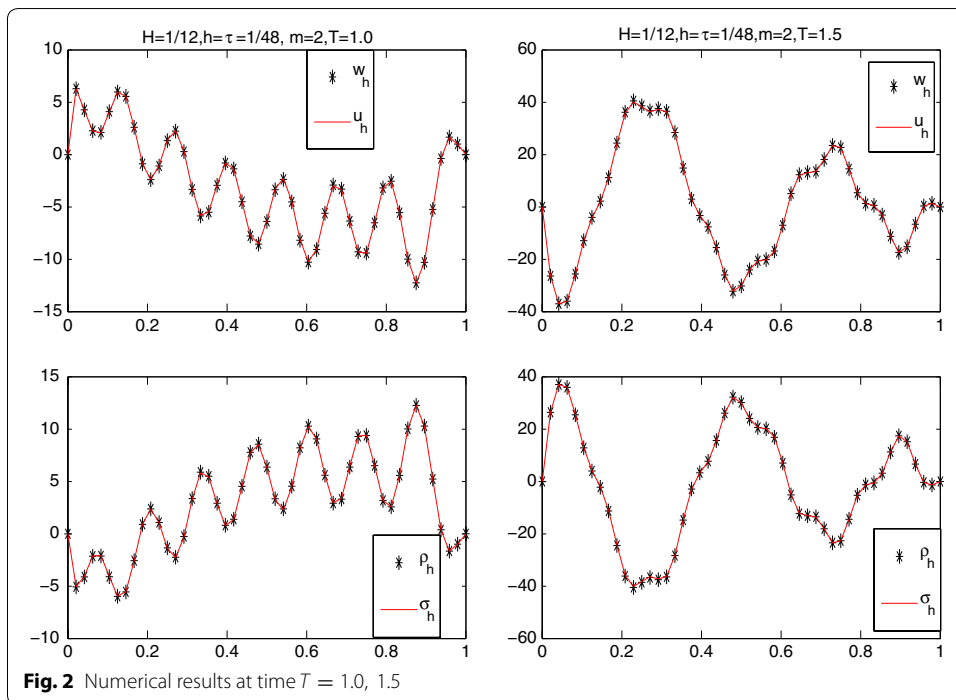 H=1/12,h=τ=1/48, m=2,T=1.0
10
5
0
−5
−10
−15
0 0.2 0.4 0.6 0.8 1
w_h
u_h
H=1/12,h=τ=1/48,m=2,T=1.5
60
40
20
0
−20
−40
0 0.2 0.4 0.6 0.8 1
w_h
u_h
15
10
5
0
−5
−10
0 0.2 0.4 0.6 0.8 1
ρ_h
σ_h
40
20
0
−20
−40
−60
0 0.2 0.4 0.6 0.8 1
ρ_h
σ_h
Fig. 2 Numerical results at time T = 1.0, 1.5